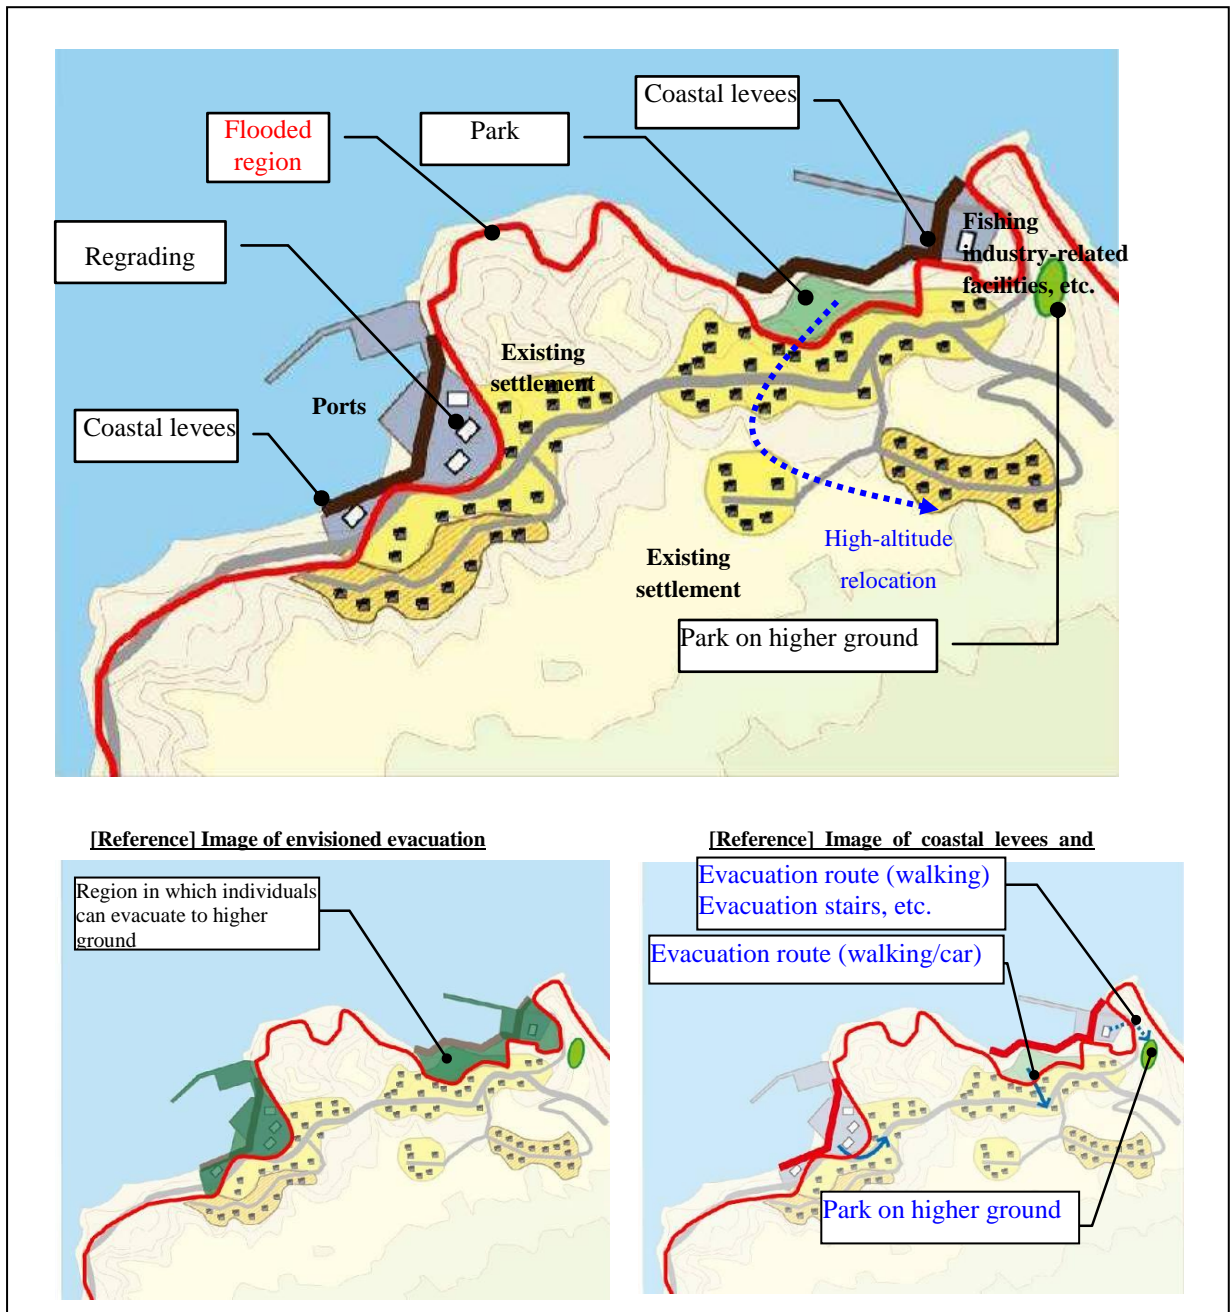 Coastal levees
Flooded
region
Park
Regrading
Fishing
industry-related
facilities, etc.
Existing
settlement
Ports
Coastal levees
High-altitude
relocation
Existing
settlement
Park on higher ground
[Reference] Image of envisioned evacuation
Region in which individuals
can evacuate to higher
ground
[Reference] Image of coastal levees and
Evacuation route (walking)
Evacuation stairs, etc.
Evacuation route (walking/car)
Park on higher ground